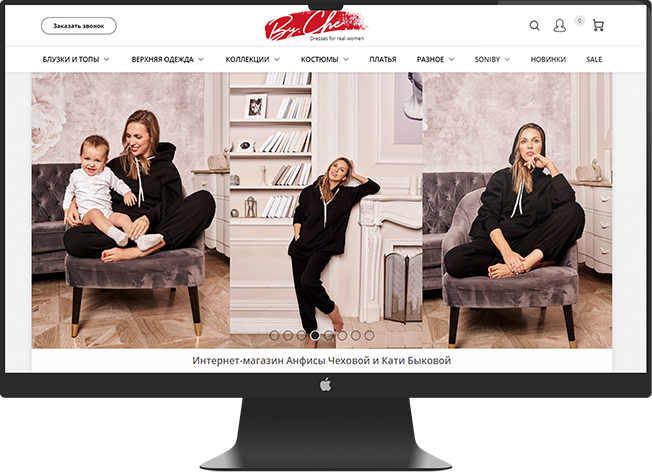 Заказать звонок
By Che
Dresses for real women
0
БЛУЗКИ И ТОПЫ ВЕРХНЯЯ ОДЕЖДА КОЛЛЕКЦИИ КОСТЮМЫ ПЛАТЬЯ РАЗНОЕ SONIBY НОВИНКИ SALE
Интернет-магазин Анфисы Чеховой и Кати Быковой